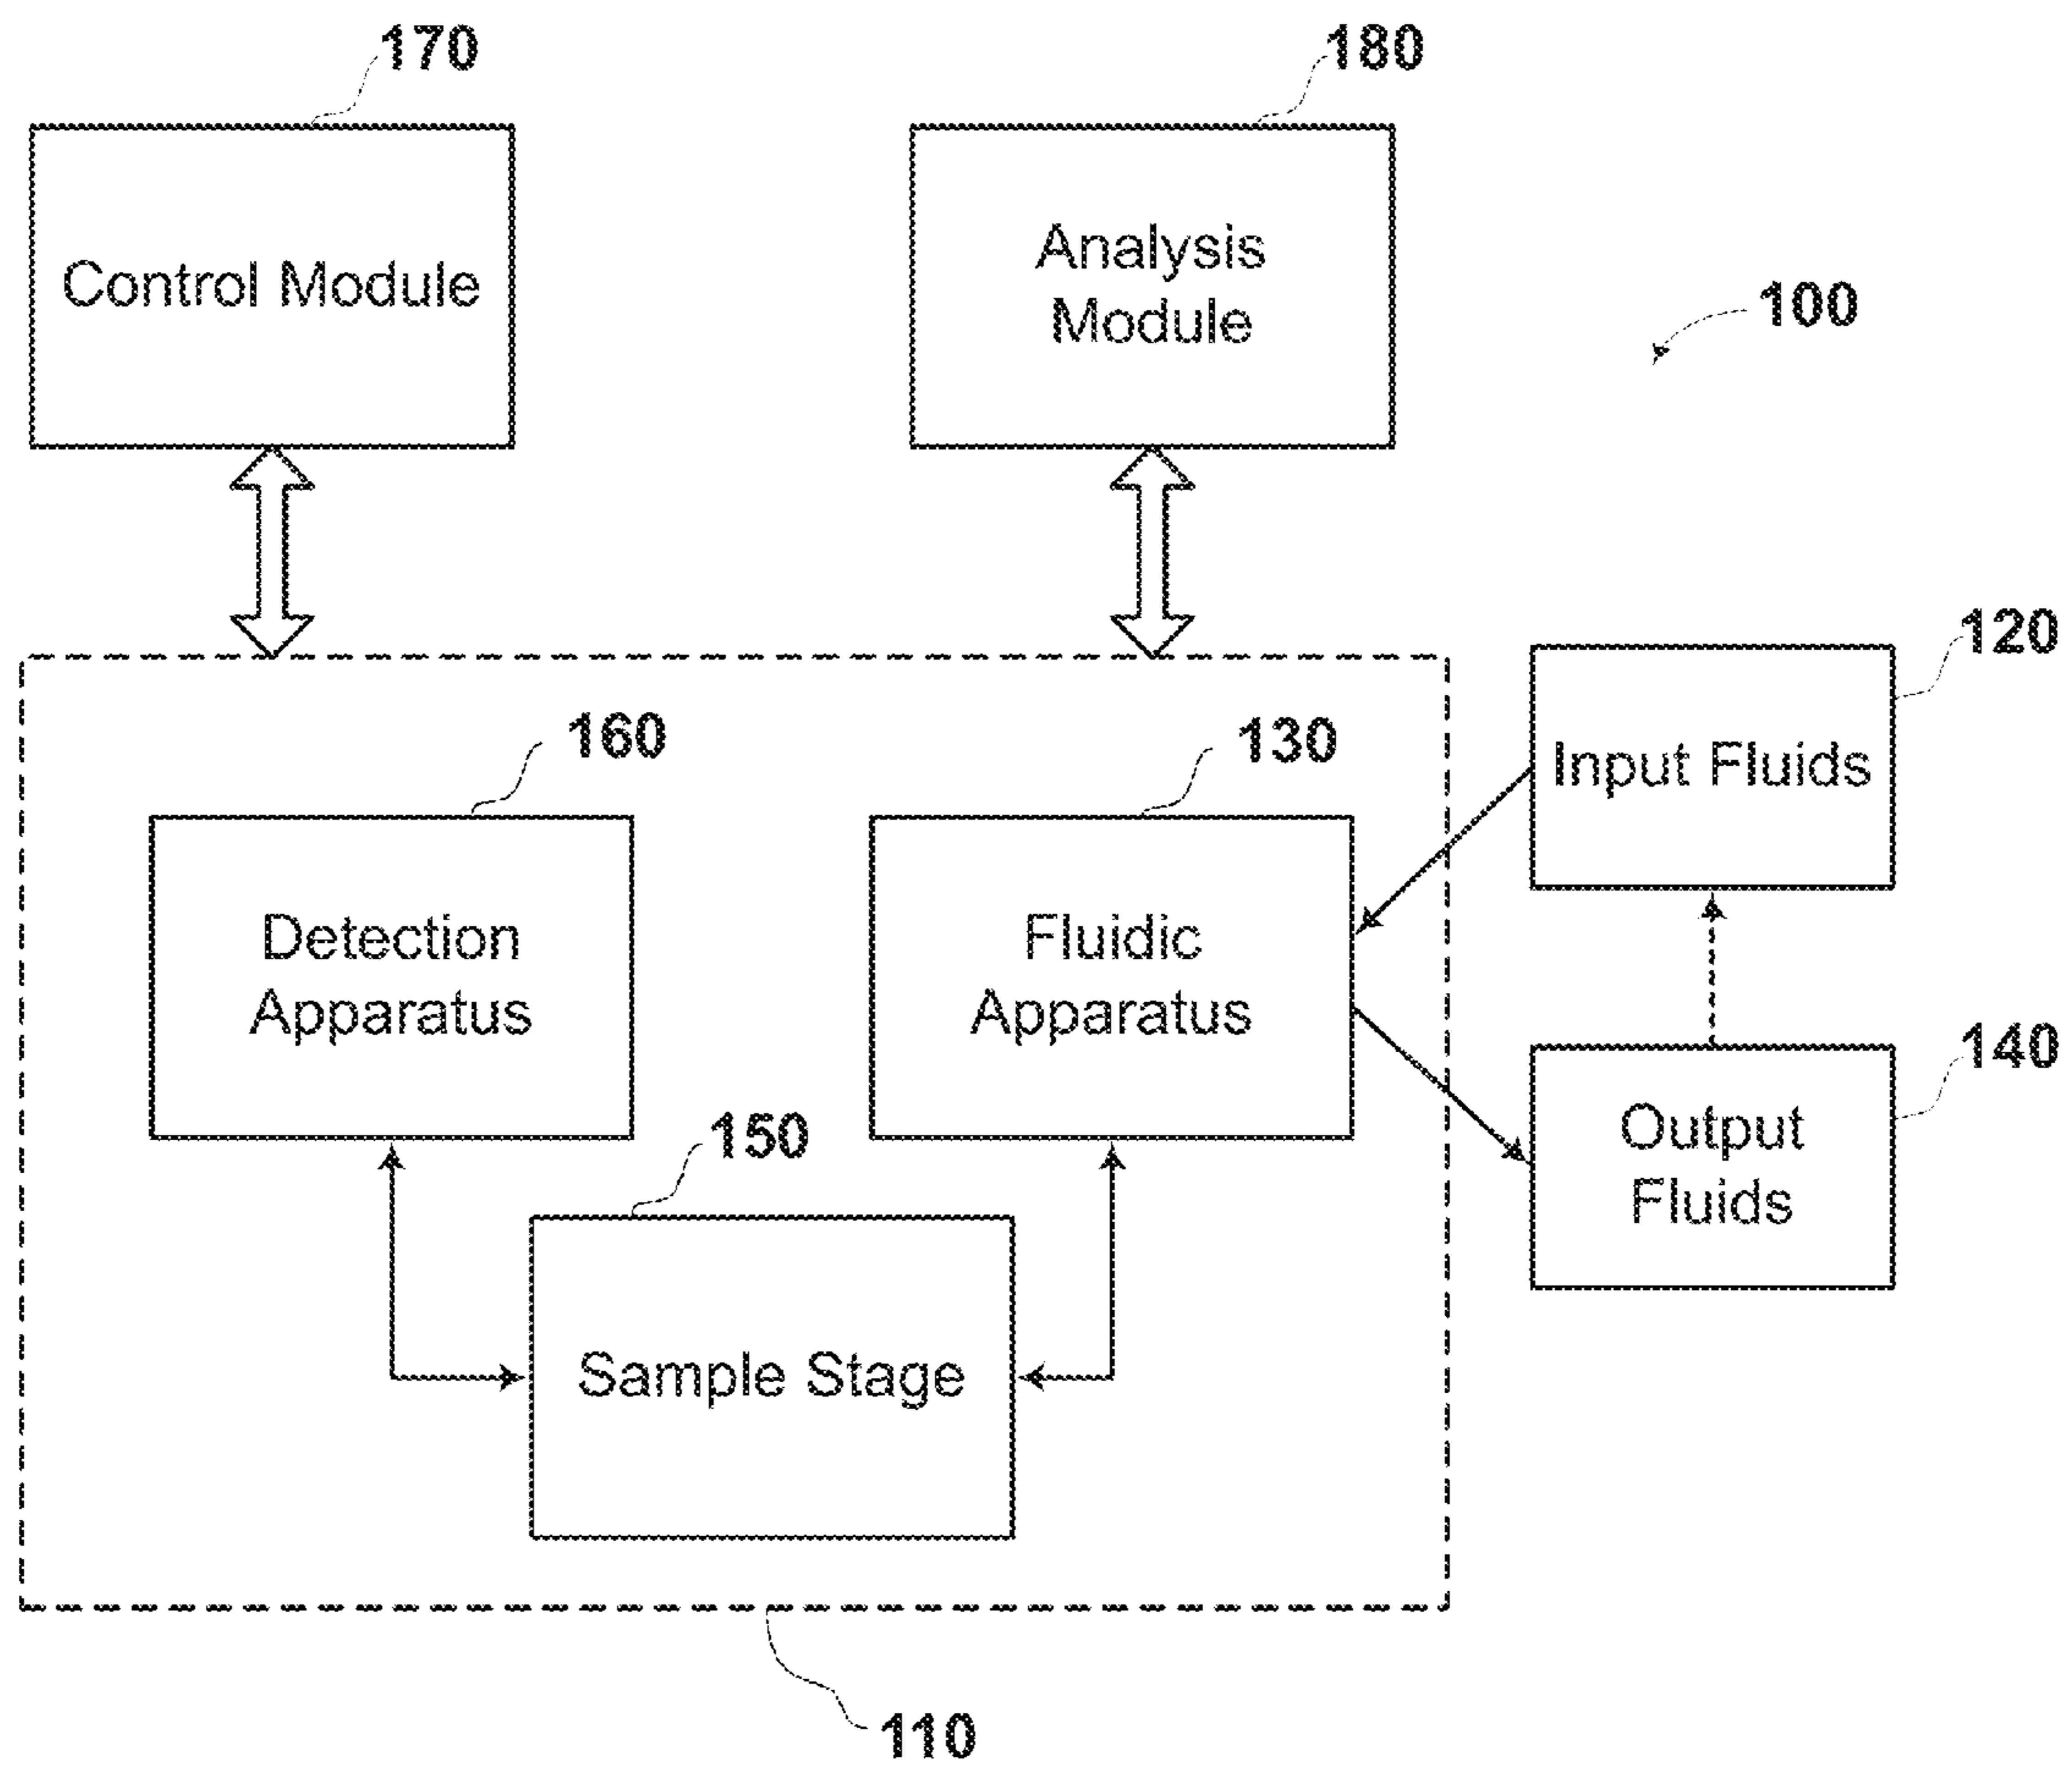 170
180
Control Module
Analysis
Module
100
120
Input Fluids
160
130
Detection
Apparatus
Fluidic
Apparatus
140
Output
Fluids
150
Sample Stage
110